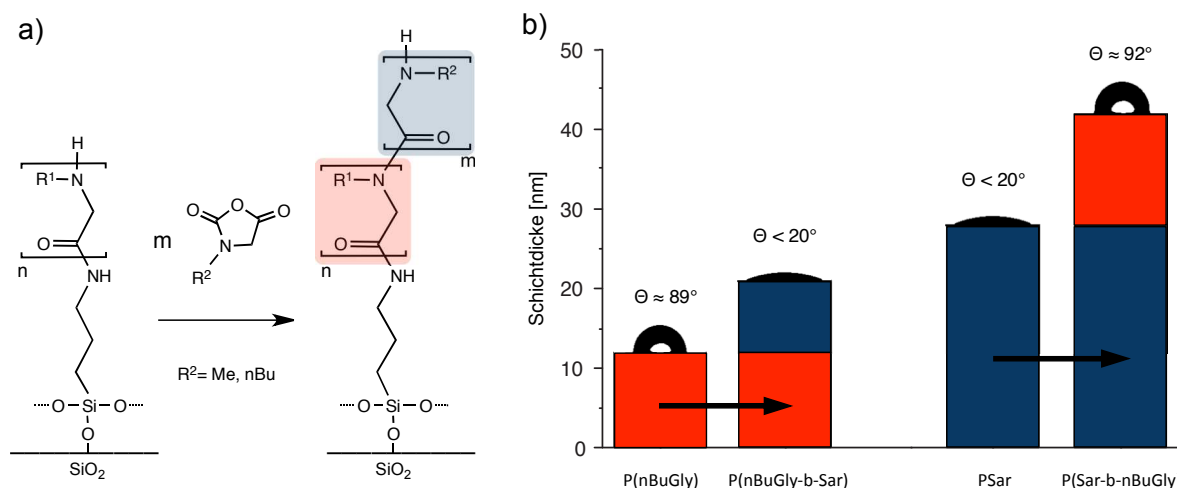 a)
H
N
R¹
O
n
NH
O
Si
O
O
SiO₂
m
O
O
O
N
R²
R²= Me, nBu
H
N
R²
O
m
R¹
N
O
n
NH
O
Si
O
O
SiO₂
b)
Schichtdicke [nm]
50
40
30
20
10
0
Θ ≈ 89°
Θ < 20°
Θ < 20°
Θ ≈ 92°
P(nBuGly)
P(nBuGly-b-Sar)
PSar
P(Sar-b-nBuGly